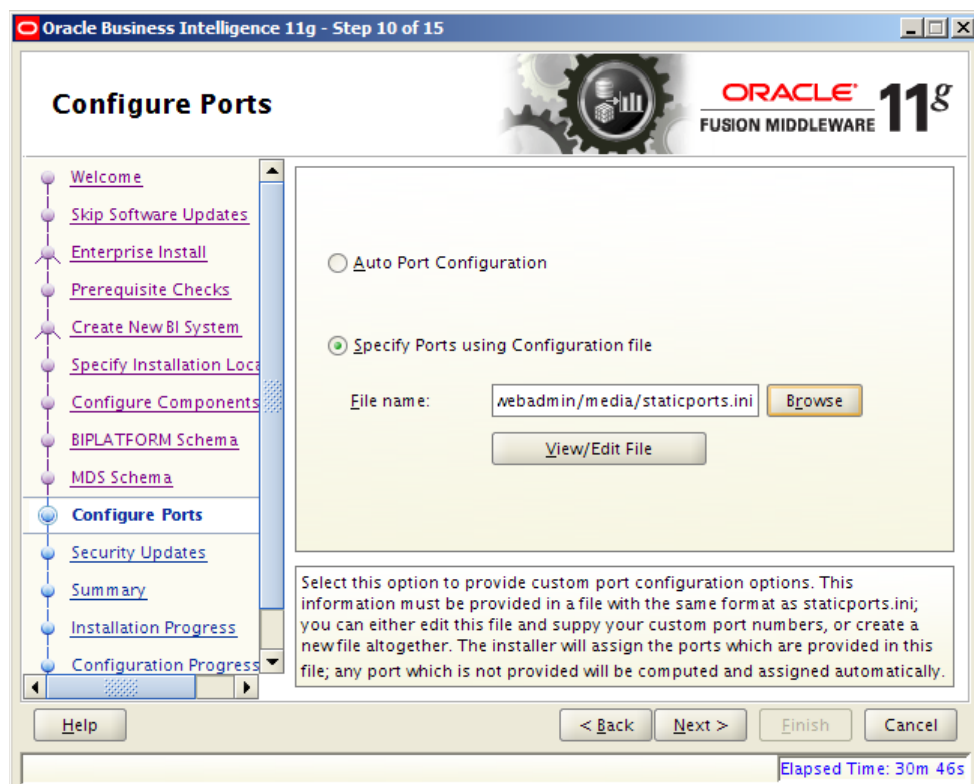 Oracle Business Intelligence 11g - Step 10 of 15
Configure Ports
ORACLE
FUSION MIDDLEWARE
11g
Welcome
Skip Software Updates
Enterprise Install
Prerequisite Checks
Create New BI System
Specify Installation Loca
Configure Components
BIPLATFORM Schema
MDS Schema
Configure Ports
Security Updates
Summary
Installation Progress
Configuration Progress
Auto Port Configuration
Specify Ports using Configuration file
File name:
webadmin/media/staticports.ini
Browse
View/Edit File
Select this option to provide custom port configuration options. This
information must be provided in a file with the same format as staticports.ini;
you can either edit this file and suppy your custom port numbers, or create a
new file altogether. The installer will assign the ports which are provided in this
file; any port which is not provided will be computed and assigned automatically.
Help
< Back
Next >
Finish
Cancel
Elapsed Time: 30m 46s